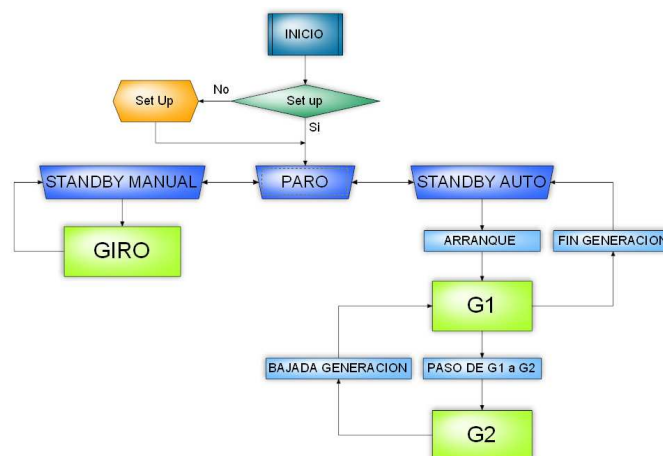 INICIO
No
Set Up
Set up
Si
STANDBY MANUAL
PARO
STANDBY AUTO
GIRO
ARRANQUE
FIN GENERACION
G1
BAJADA GENERACION
PASO DE G1 a G2
G2